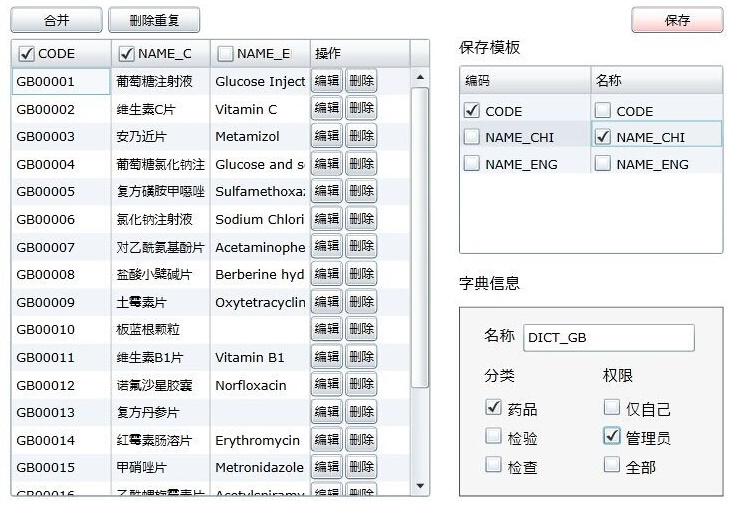 合并 删除重复 保存
CODE NAME_C NAME_E 操作
GB00001 葡萄糖注射液 Glucose Inject 编辑 删除
GB00002 维生素C片 Vitamin C 编辑 删除
GB00003 安乃近片 Metamizol 编辑 删除
GB00004 葡萄糖氯化钠注 Glucose and s 编辑 删除
GB00005 复方磺胺甲噁唑 Sulfamethoxa 编辑 删除
GB00006 氯化钠注射液 Sodium Chlori 编辑 删除
GB00007 对乙酰氨基酚片 Acetaminophe 编辑 删除
GB00008 盐酸小檗碱片 Berberine hyd 编辑 删除
GB00009 土霉素片 Oxytetracyclin 编辑 删除
GB00010 板蓝根颗粒 编辑 删除
GB00011 维生素B1片 Vitamin B1 编辑 删除
GB00012 诺氟沙星胶囊 Norfloxacin 编辑 删除
GB00013 复方丹参片 编辑 删除
GB00014 红霉素肠溶片 Erythromycin 编辑 删除
GB00015 甲硝唑片 Metronidazole 编辑 删除
GB00016 乙酰螺旋霉素片 Acetylspiramy 编辑 删除
保存模板
编码 名称
CODE CODE
NAME_CHI NAME_CHI
NAME_ENG NAME_ENG
字典信息
名称 DICT_GB
分类 权限
药品 仅自己
检验 管理员
检查 全部